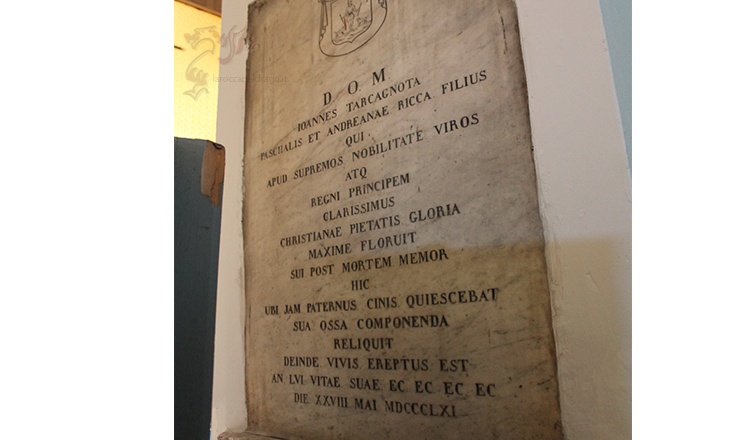 D O M
IOANNES TARCAGNOTA
PASCHALIS ET ANDREANAE RICCA FILIUS
QUI
APUD SUPREMOS NOBILITATE VIROS
ATQ
REGNI PRINCIPEM
CLARISSIMUS
CHRISTIANAE PIETATIS GLORIA
MAXIME FLORUIT
SUI POST MORTEM MEMOR
HIC
UBI JAM PATERNUS CINIS QUIESCEBAT
SUA OSSA COMPONENDA
RELIQUIT
DEINDE VIVIS EREPTUS EST
AN LVI VITAE SUAE EC EC EC EC
DIE XXVIII MAI MDCCCLXI